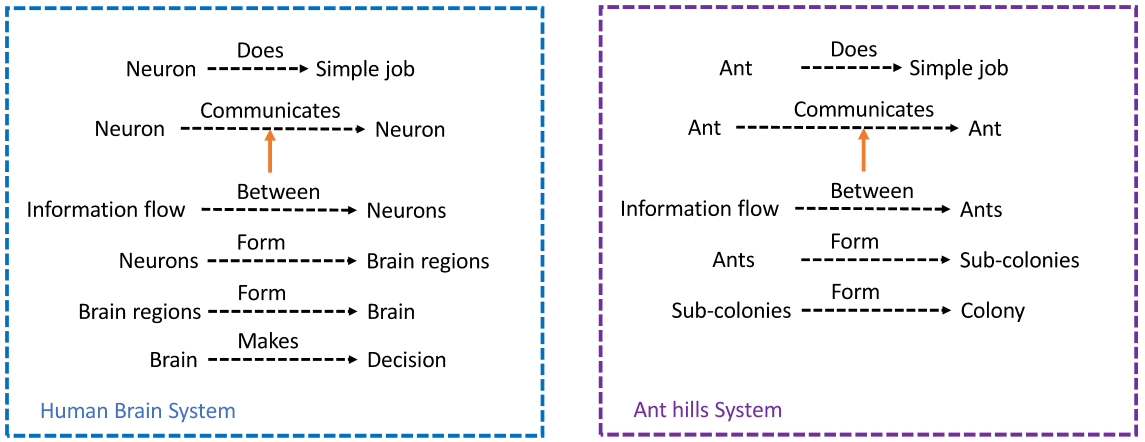 Does
Neuron Simple job
Communicates
Neuron Neuron
Between
Information flow Neurons
Form
Neurons Brain regions
Form
Brain regions Brain
Makes
Brain Decision
Human Brain System
Does
Ant Simple job
Communicates
Ant Ant
Between
Information flow Ants
Form
Ants Sub-colonies
Form
Sub-colonies Colony
Ant hills System